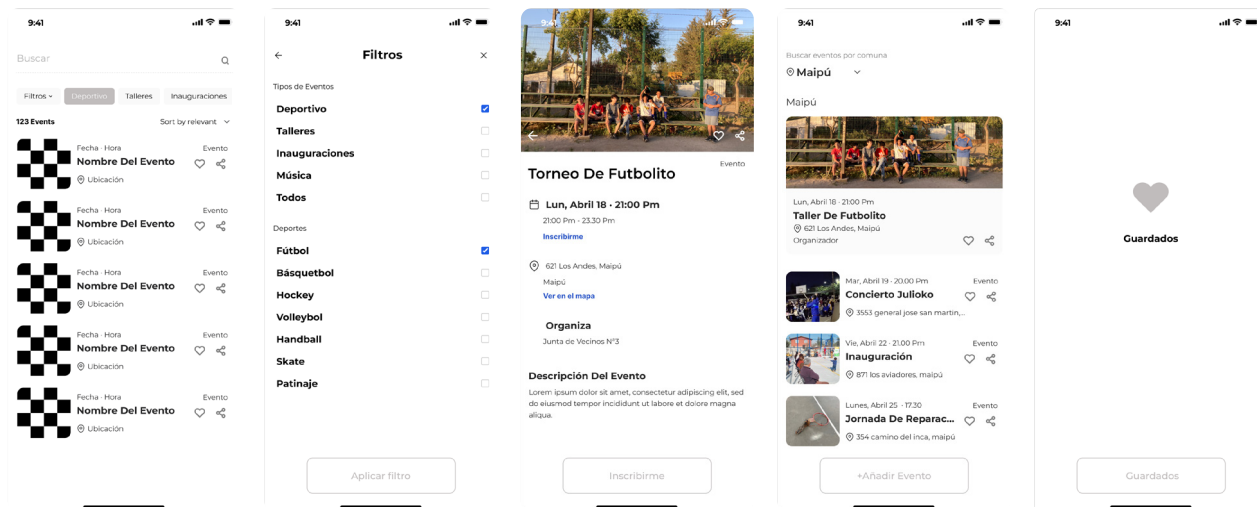 9:41
Buscar
Filtros
Deportivo
Talleres
Inauguraciones
123 Events
Sort by relevant
Fecha · Hora
Evento
Nombre Del Evento
Ubicación
Fecha · Hora
Evento
Nombre Del Evento
Ubicación
Fecha · Hora
Evento
Nombre Del Evento
Ubicación
Fecha · Hora
Evento
Nombre Del Evento
Ubicación
Fecha · Hora
Evento
Nombre Del Evento
Ubicación
9:41
Filtros
Tipos de Eventos
Deportivo
Talleres
Inauguraciones
Música
Todos
Deportes
Fútbol
Básquetbol
Hockey
Volleybol
Handball
Skate
Patinaje
Aplicar filtro
9:41
Evento
Torneo De Futbolito
Lun, Abril 18 · 21:00 Pm
21:00 Pm - 23.30 Pm
Inscribirme
621 Los Andes, Maipú
Maipú
Ver en el mapa
Organiza
Junta de Vecinos N°3
Descripción Del Evento
Lorem ipsum dolor sit amet, consectetur adipiscing elit, sed
do eiusmod tempor incididunt ut labore et dolore magna
aliqua.
Inscribirme
9:41
Buscar eventos por comuna
Maipú
Maipú
Lun, Abril 18 · 21:00 Pm
Taller De Futbolito
621 Los Andes, Maipú
Organizador
Mar, Abril 19 · 20.00 Pm
Evento
Concierto Julioko
3553 general jose san martin,...
Vie, Abril 22 · 21.00 Pm
Evento
Inauguración
871 los aviadores, maipú
Lunes, Abril 25 · 17.30
Evento
Jornada De Reparac...
354 camino del inca, maipú
+Añadir Evento
9:41
Guardados
Guardados